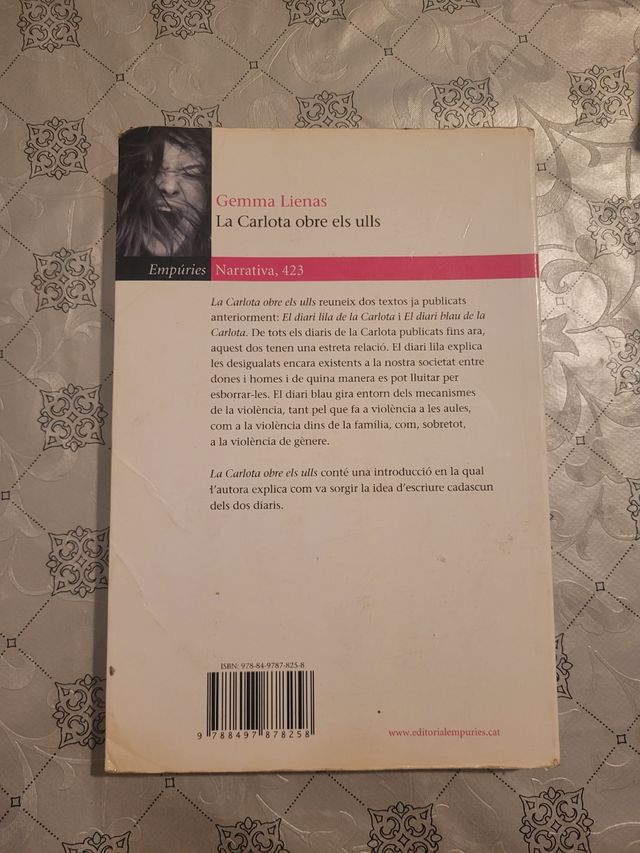 Gemma Lienas
La Carlota obre els ulls
Empúries Narrativa, 423
La Carlota obre els ulls reuneix dos textos ja publicats
anteriorment: El diari lila de la Carlota i El diari blau de la
Carlota. De tots els diaris de la Carlota publicats fins ara,
aquest dos tenen una estreta relació. El diari lila explica
les desigualats encara existents a la nostra societat entre
dones i homes i de quina manera es pot lluitar per
esborrar-les. El diari blau gira entorn dels mecanismes
de la violència, tant pel que fa a violència a les aules,
com a la violència dins de la família, com, sobretot,
a la violència de gènere.
La Carlota obre els ulls conté una introducció en la qual
l'autora explica com va sorgir la idea d'escriure cadascun
dels dos diaris.
ISBN: 978-84-9787-825-8
9 788497 878258
www.editorialempuries.cat